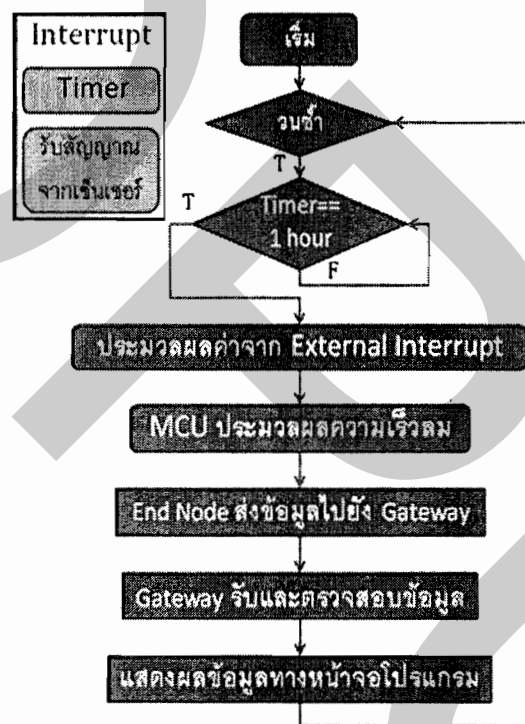 Interrupt
Timer
รับสัญญาณ
จากเซ็นเซอร์
เริ่ม
วนซ้ำ
T
T
Timer==
1 hour
F
ประมวลผลค่าจาก External Interrupt
MCU ประมวลผลความเร็วลม
End Node ส่งข้อมูลไปยัง Gateway
Gateway รับและตรวจสอบข้อมูล
แสดงผลข้อมูลทางหน้าจอโปรแกรม